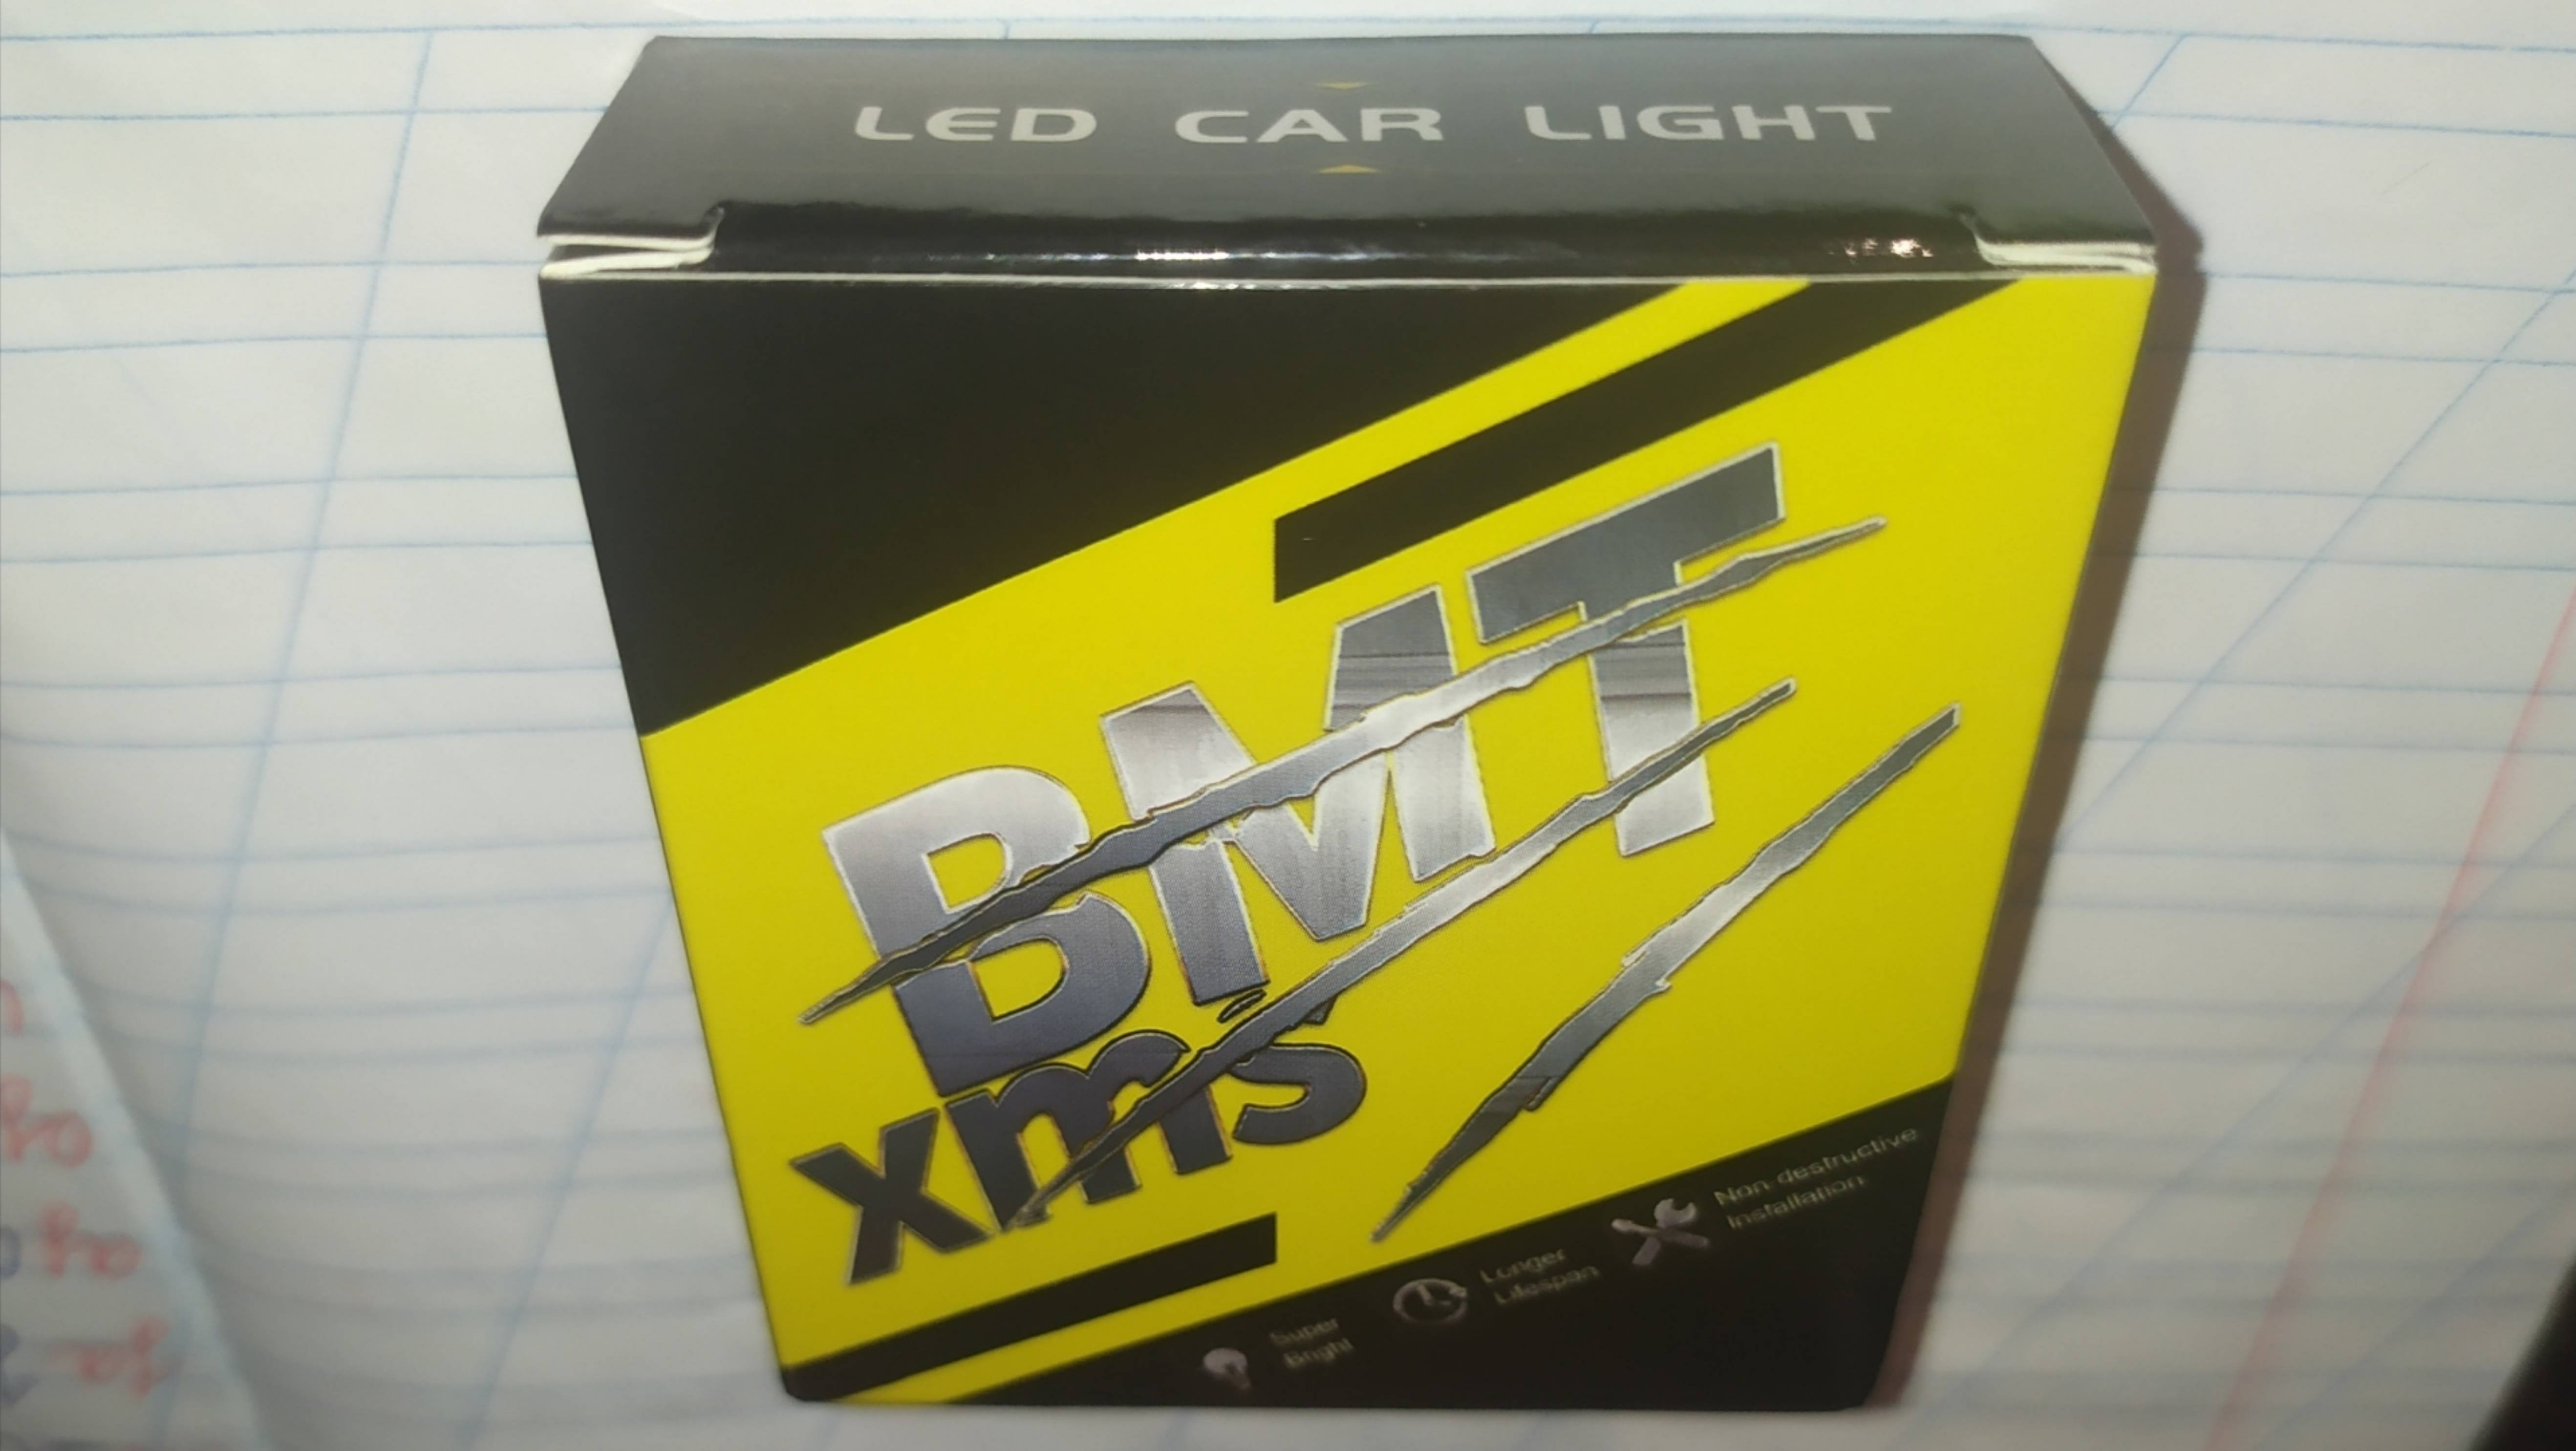 LED CAR LIGHT
BMT
xms
Super
Bright
Longer
Lifespan
Non-destructive
Installation